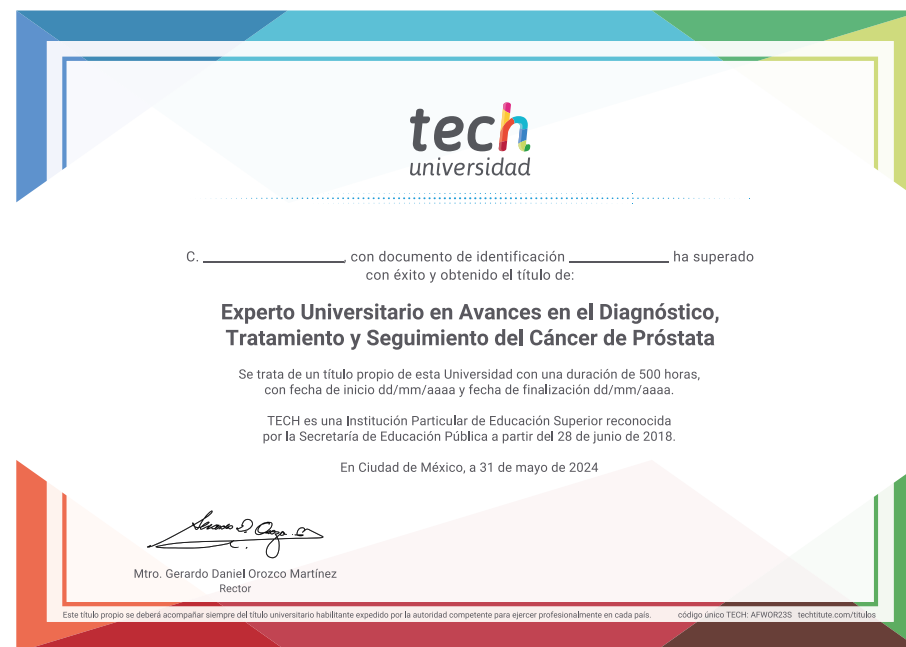 tech
universidad
C. ____________, con documento de identificación ____________ ha superado
con éxito y obtenido el título de:
Experto Universitario en Avances en el Diagnóstico,
Tratamiento y Seguimiento del Cáncer de Próstata
Se trata de un título propio de esta Universidad con una duración de 500 horas,
con fecha de inicio dd/mm/aaaa y fecha de finalización dd/mm/aaaa.
TECH es una Institución Particular de Educación Superior reconocida
por la Secretaría de Educación Pública a partir del 28 de junio de 2018.
En Ciudad de México, a 31 de mayo de 2024
Mtro. Gerardo Daniel Orozco Martínez
Rector
Este título propio se deberá acompañar siempre del título universitario habilitante expedido por la autoridad competente para ejercer profesionalmente en cada país. código único TECH: AFWOR23S techtitute.com/titulos